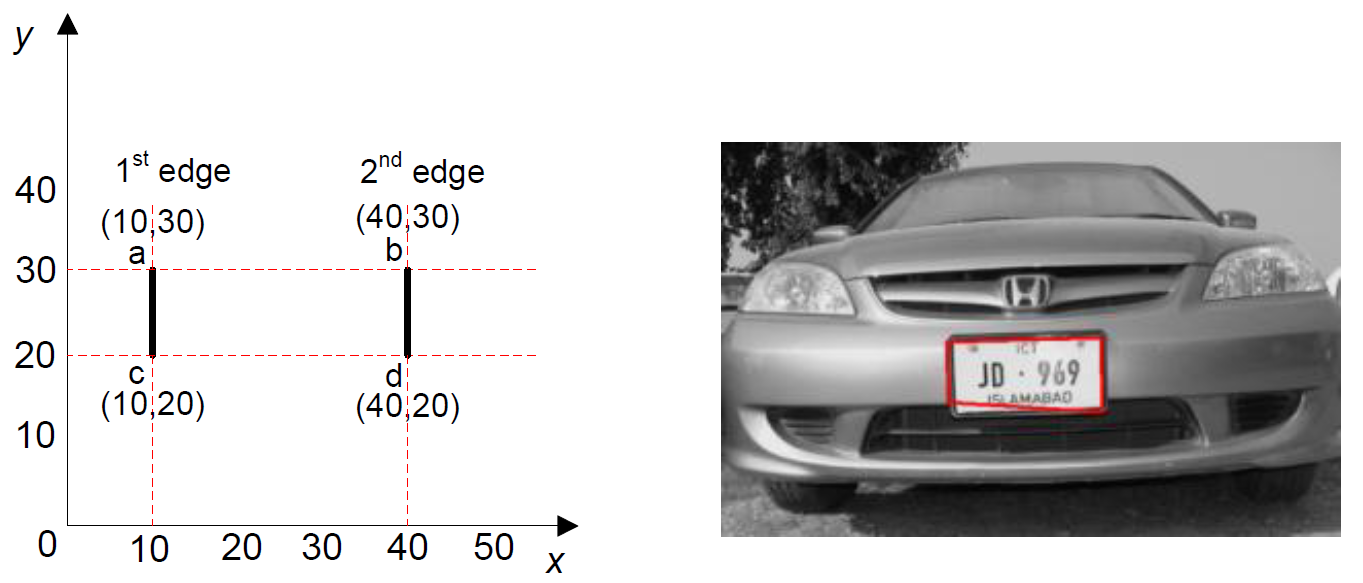 y
1st edge
2nd edge
40
(10,30)
(40,30)
a
b
30
20
c
d
(10,20)
(40,20)
10
0
10
20
30
40
50
x
ICT
JD · 969
ISLAMABAD